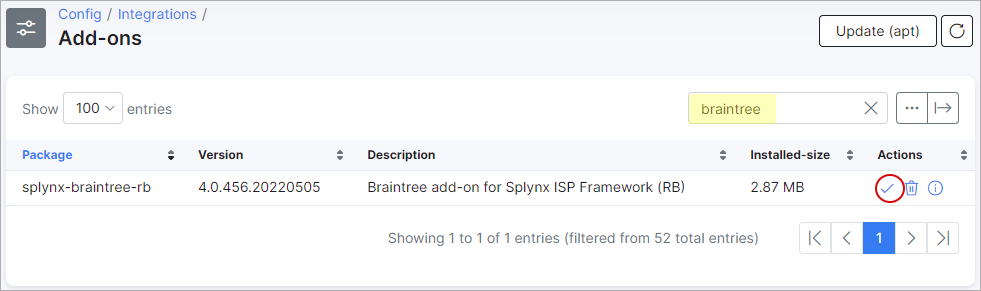 Config / Integrations /
Add-ons
Update (apt)
Show 100 entries
braintree
Package Version Description Installed-size Actions
splynx-braintree-rb 4.0.456.20220505 Braintree add-on for Splynx ISP Framework (RB) 2.87 MB
Showing 1 to 1 of 1 entries (filtered from 52 total entries) 1